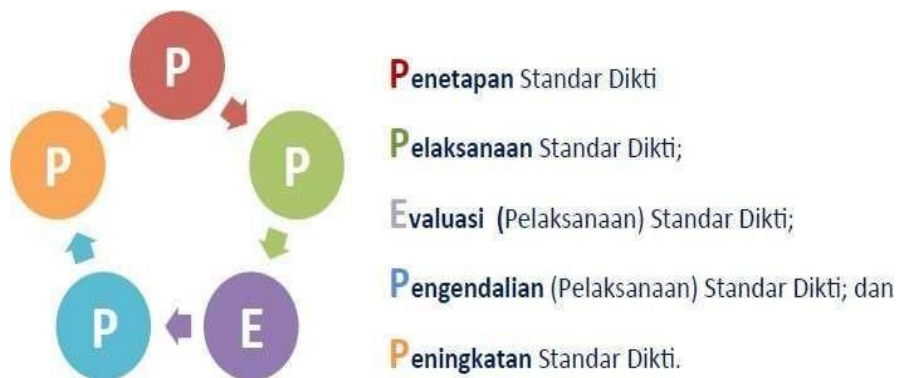 P
P
P
P
E
Penetapan Standar Dikti
Pelaksanaan Standar Dikti;
Evaluasi (Pelaksanaan) Standar Dikti;
Pengendalian (Pelaksanaan) Standar Dikti; dan
Peningkatan Standar Dikti.